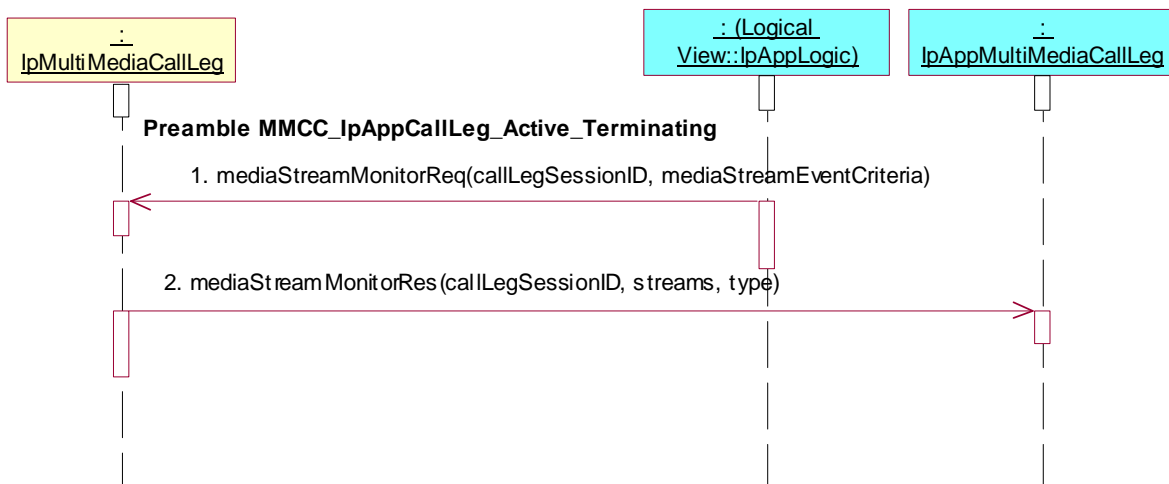 :
IpMultiMediaCallLeg
: (Logical
View::IpAppLogic)
:
IpAppMultiMediaCallLeg
Preamble MMCC_IpAppCallLeg_Active_Terminating
1. mediaStreamMonitorReq(callLegSessionID, mediaStreamEventCriteria)
2. mediaStreamMonitorRes(callLegSessionID, streams, type)